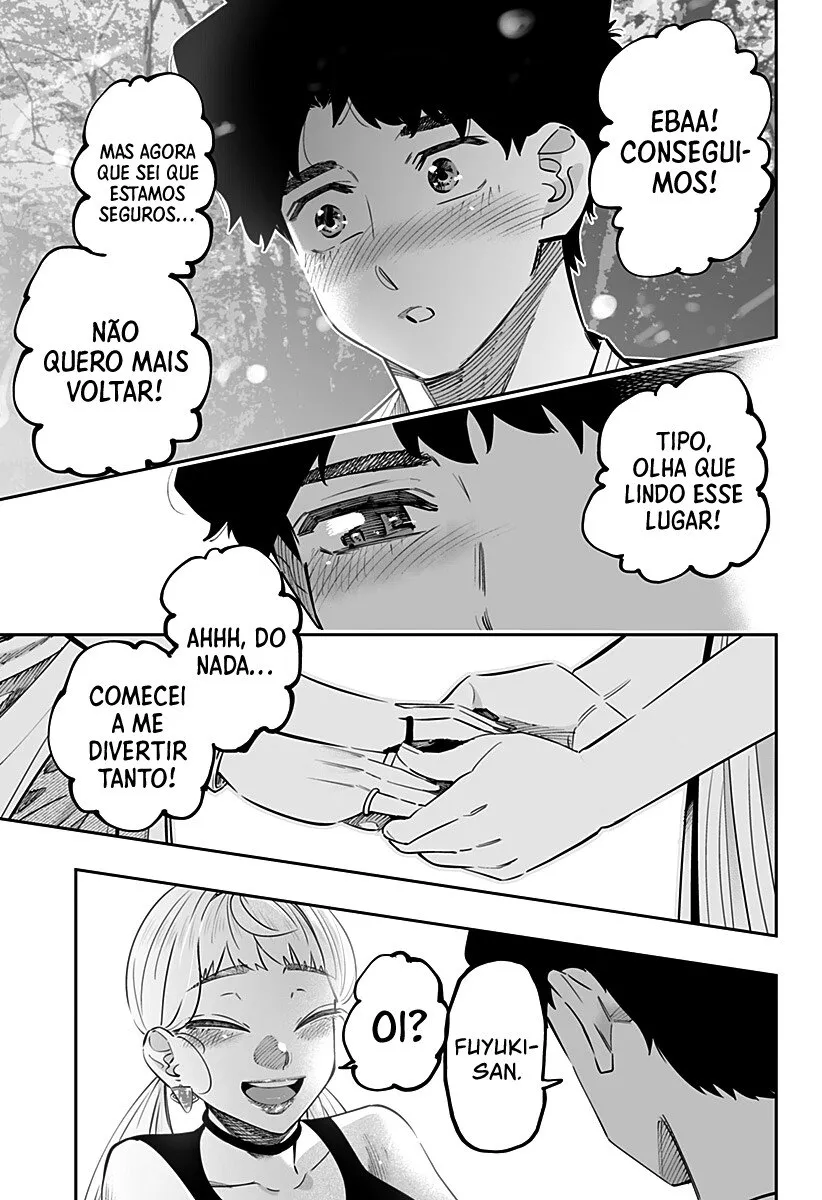 EBAA!
CONSEGUI-
MOS!
MAS AGORA
QUE SEI QUE
ESTAMOS
SEGUROS...
NÃO
QUERO MAIS
VOLTAR!
TIPO,
OLHA QUE
LINDO ESSE
LUGAR!
AHHH, DO
NADA...
COMECEI
A ME
DIVERTIR
TANTO!
FUYUKI-
SAN.
OI?